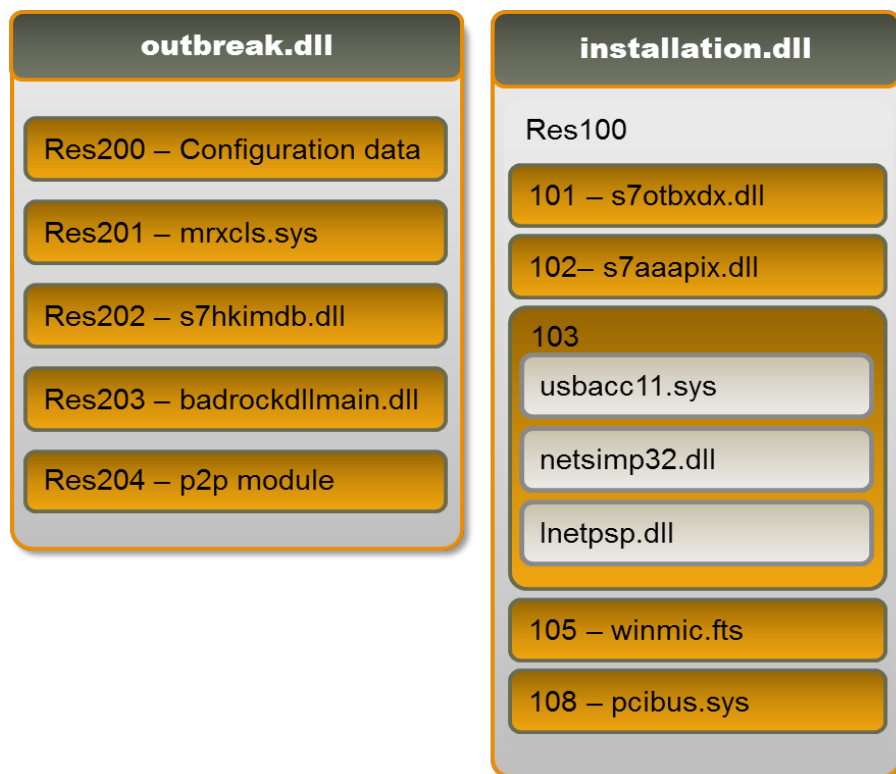 outbreak.dll
Res200 – Configuration data
Res201 – mrxcls.sys
Res202 – s7hkimdb.dll
Res203 – badrockdllmain.dll
Res204 – p2p module
installation.dll
Res100
101 – s7otbxdx.dll
102– s7aaapix.dll
103
usbacc11.sys
netsimp32.dll
lnetpsp.dll
105 – winmic.fts
108 – pcibus.sys